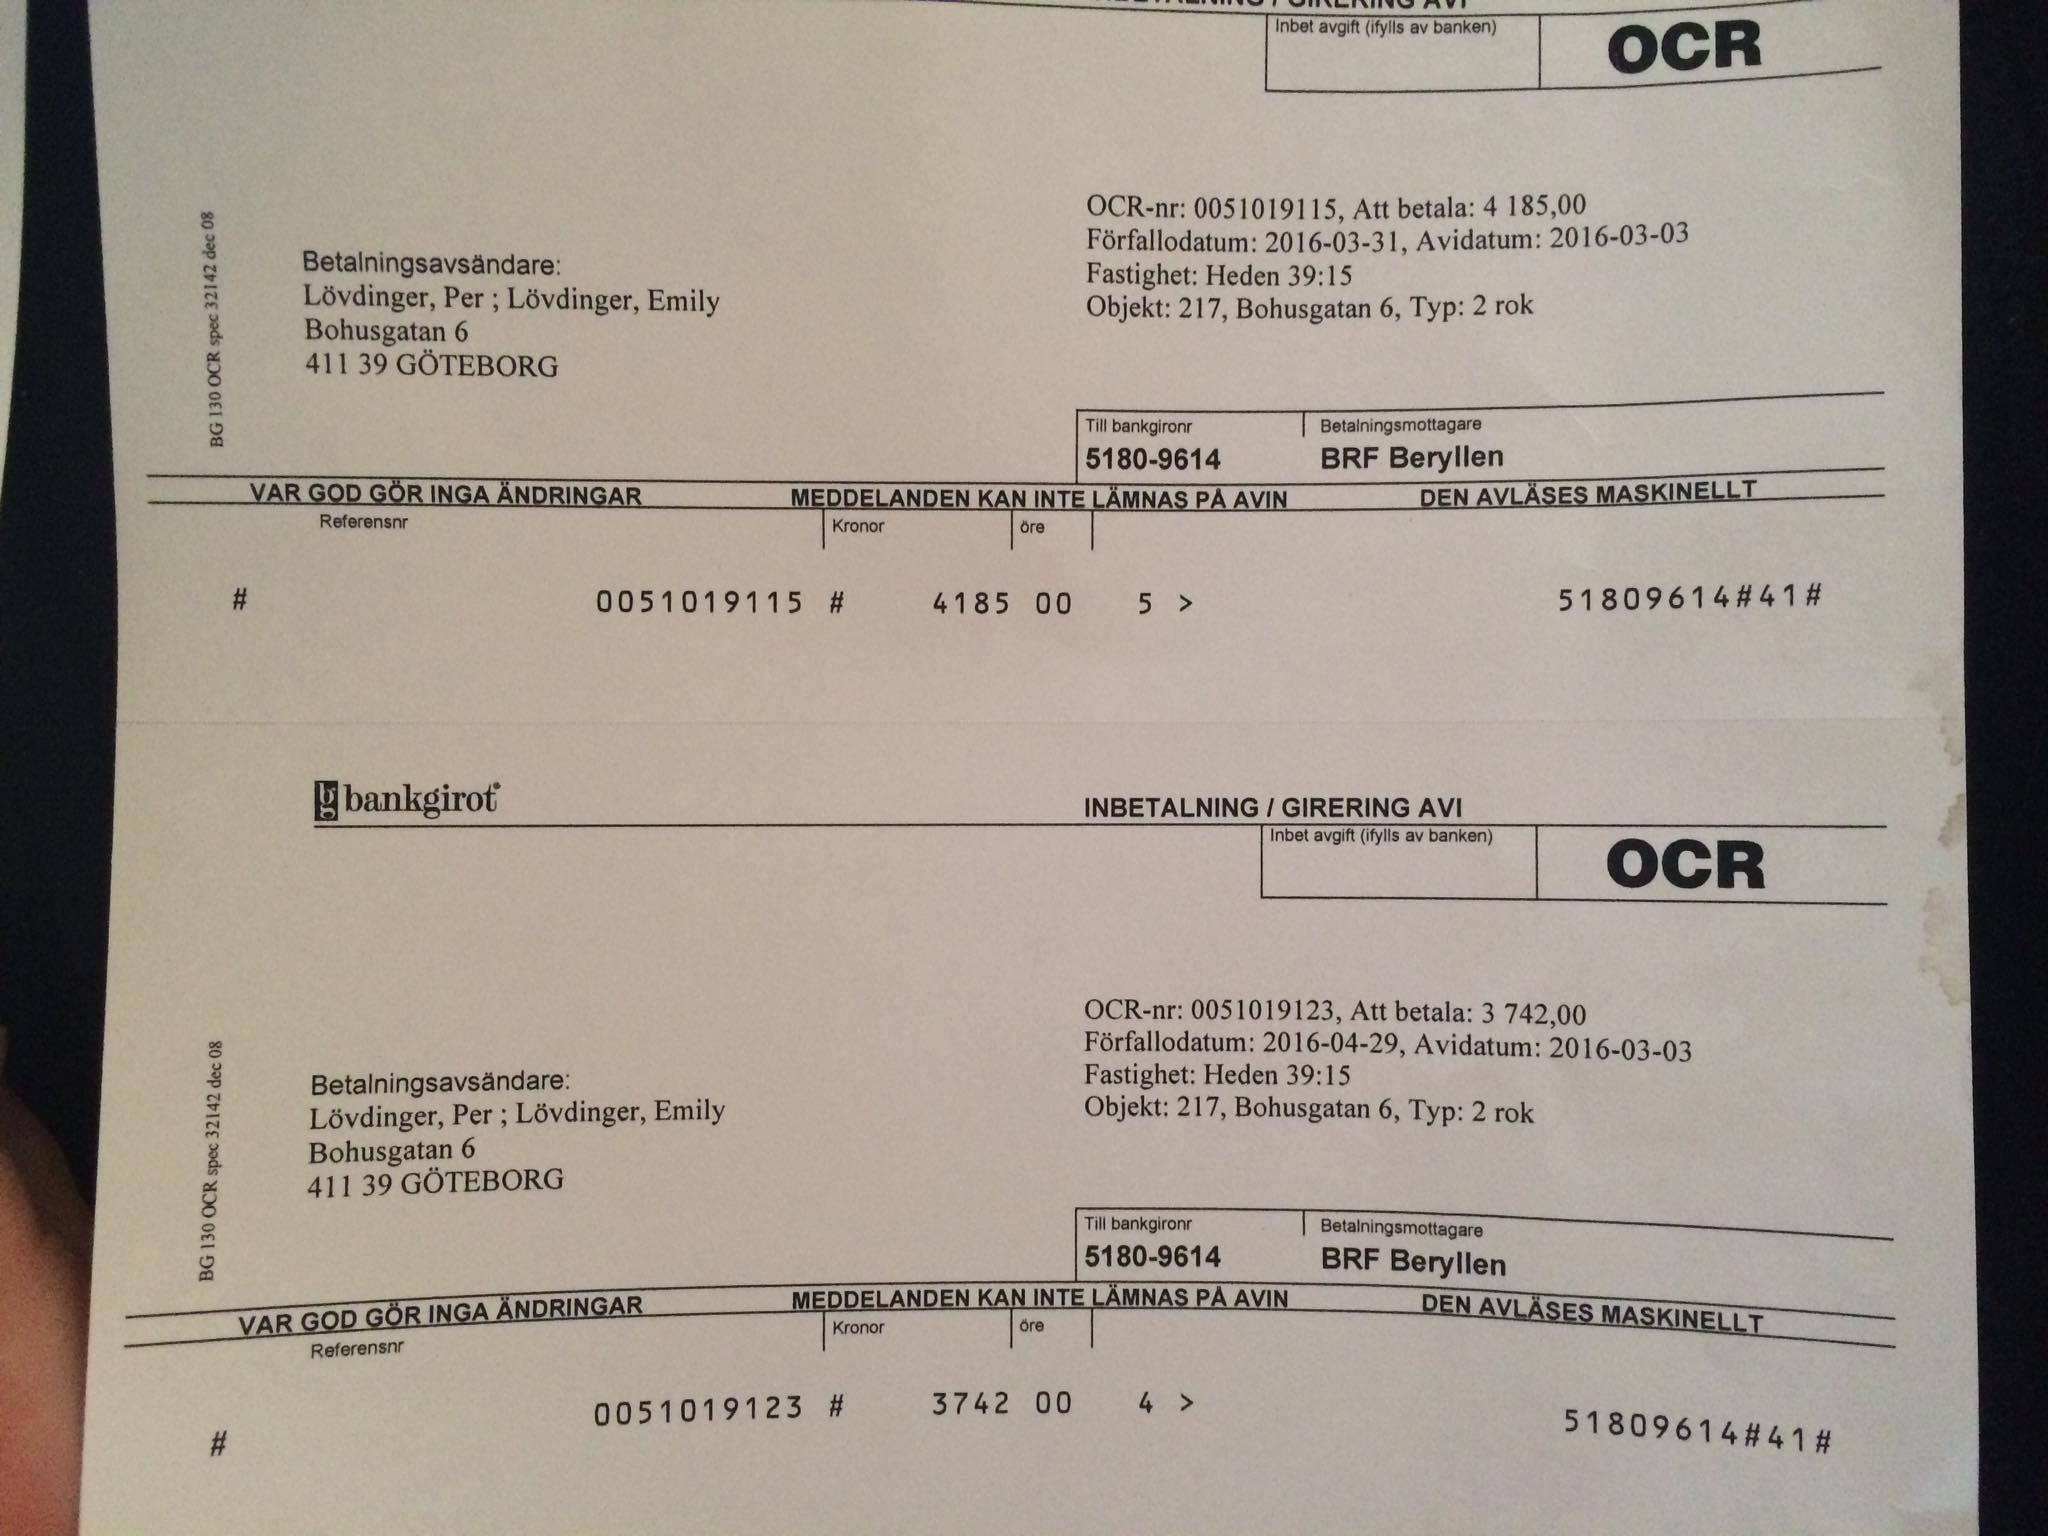 INBETALNING / GIRERING AVI
Inbet avgift (ifylls av banken)
OCR
OCR-nr: 0051019115, Att betala: 4 185,00
Förfallodatum: 2016-03-31, Avidatum: 2016-03-03
Fastighet: Heden 39:15
Objekt: 217, Bohusgatan 6, Typ: 2 rok
Betalningsavsändare:
Lövdinger, Per ; Lövdinger, Emily
Bohusgatan 6
411 39 GÖTEBORG
BG 130 OCR spec 32142 dec 08
Till bankgironr
Betalningsmottagare
5180-9614
BRF Beryllen
VAR GOD GÖR INGA ÄNDRINGAR MEDDELANDEN KAN INTE LÄMNAS PÅ AVIN DEN AVLÄSES MASKINELLT
Referensnr Kronor öre
# 0051019115 # 4185 00 5 > 51809614#41#
bg bankgirot
INBETALNING / GIRERING AVI
Inbet avgift (ifylls av banken)
OCR
OCR-nr: 0051019123, Att betala: 3 742,00
Förfallodatum: 2016-04-29, Avidatum: 2016-03-03
Fastighet: Heden 39:15
Objekt: 217, Bohusgatan 6, Typ: 2 rok
Betalningsavsändare:
Lövdinger, Per ; Lövdinger, Emily
Bohusgatan 6
411 39 GÖTEBORG
BG 130 OCR spec 32142 dec 08
Till bankgironr
Betalningsmottagare
5180-9614
BRF Beryllen
VAR GOD GÖR INGA ÄNDRINGAR MEDDELANDEN KAN INTE LÄMNAS PÅ AVIN DEN AVLÄSES MASKINELLT
Referensnr Kronor öre
# 0051019123 # 3742 00 4 > 51809614#41#